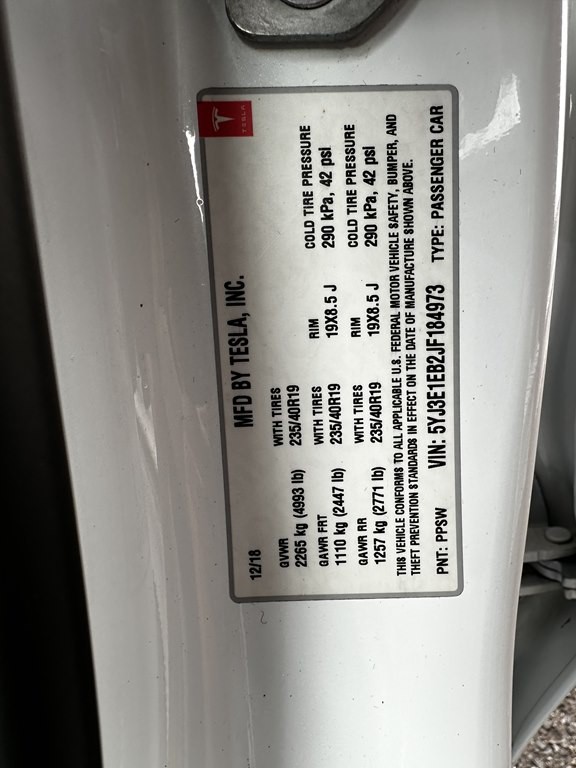 TESLA
MFD BY TESLA, INC.
12/18
GVWR WITH TIRES
2265 kg (4993 lb) 235/40R19
GAWR FRT WITH TIRES RIM COLD TIRE PRESSURE
1110 kg (2447 lb) 235/40R19 19X8.5 J 290 kPa, 42 psi
GAWR RR WITH TIRES RIM COLD TIRE PRESSURE
1257 kg (2771 lb) 235/40R19 19X8.5 J 290 kPa, 42 psi
THIS VEHICLE CONFORMS TO ALL APPLICABLE U.S. FEDERAL MOTOR VEHICLE SAFETY, BUMPER, AND
THEFT PREVENTION STANDARDS IN EFFECT ON THE DATE OF MANUFACTURE SHOWN ABOVE.
PNT: PPSW VIN: 5YJ3E1EB2JF184973 TYPE: PASSENGER CAR